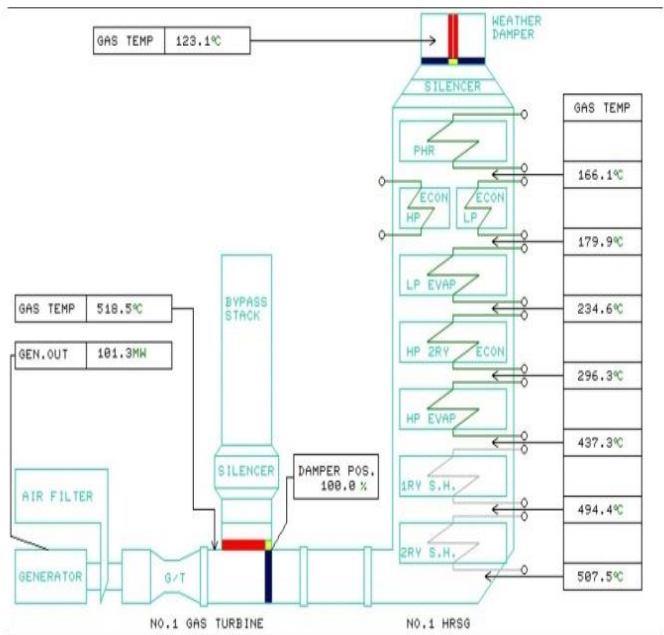 WEATHER
DAMPER
GAS TEMP 123.1℃
SILENCER
GAS TEMP
PHR
166.1℃
ECON
HP
ECON
LP
179.9℃
LP EVAP
234.6℃
BYPASS
STACK
GAS TEMP 518.5℃
GEN.OUT 101.3MW
HP 2RY ECON
296.3℃
HP EVAP
437.3℃
SILENCER
DAMPER POS.
100.0 %
AIR FILTER
1RY S.H.
494.4℃
2RY S.H.
507.5℃
GENERATOR
G/T
NO.1 GAS TURBINE
NO.1 HRSG